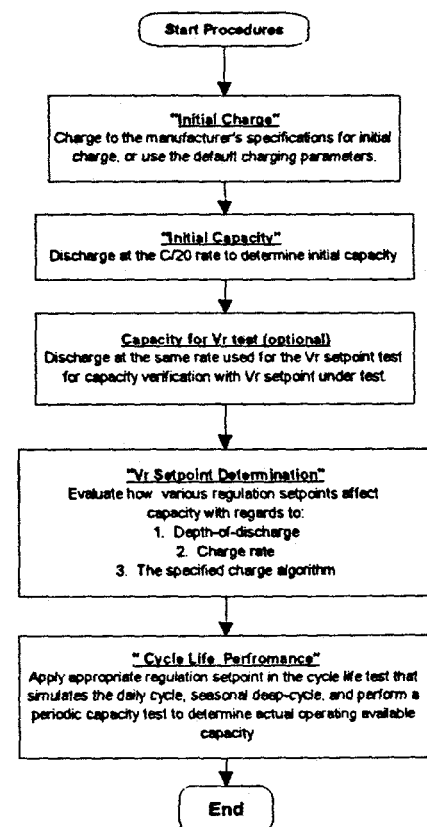 Start Procedures
"Initial Charge"
Charge to the manufacturer's specifications for initial
charge, or use the default charging parameters.
"Initial Capacity"
Discharge at the C/20 rate to determine initial capacity
Capacity for Vr test (optional)
Discharge at the same rate used for the Vr setpoint test
for capacity verification with Vr setpoint under test.
"Vr Setpoint Determination"
Evaluate how various regulation setpoints affect
capacity with regards to:
1. Depth-of-discharge
2. Charge rate
3. The specified charge algorithm
" Cycle Life Perfromance"
Apply appropriate regulation setpoint in the cycle life test that
simulates the daily cycle, seasonal deep-cycle, and perform a
periodic capacity test to determine actual operating available
capacity
End